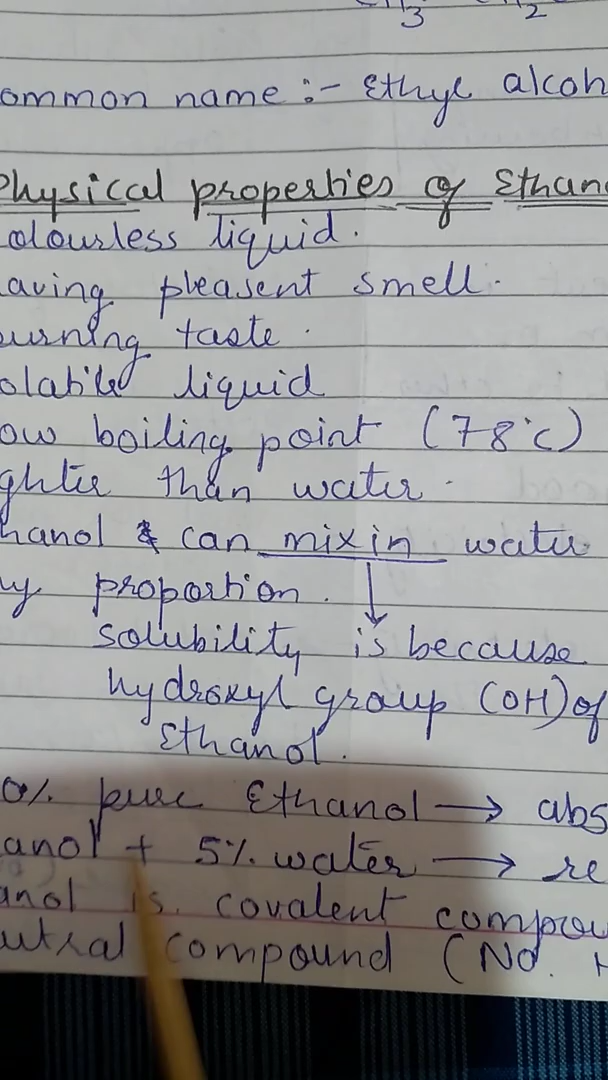 3 2
ommon name :- Ethyl alcoh
Physical properties of Ethan
olourless liquid.
aving pleasent smell.
urning taste.
olatile liquid
ow boiling point (78°c)
ghter than water.
hanol & can mix in water
y proportion.
solubility is because
hydroxyl group (OH) of
Ethanol.
0% pure Ethanol → abs
anol + 5% water → re
anol is covalent compou
utral compound (No. H